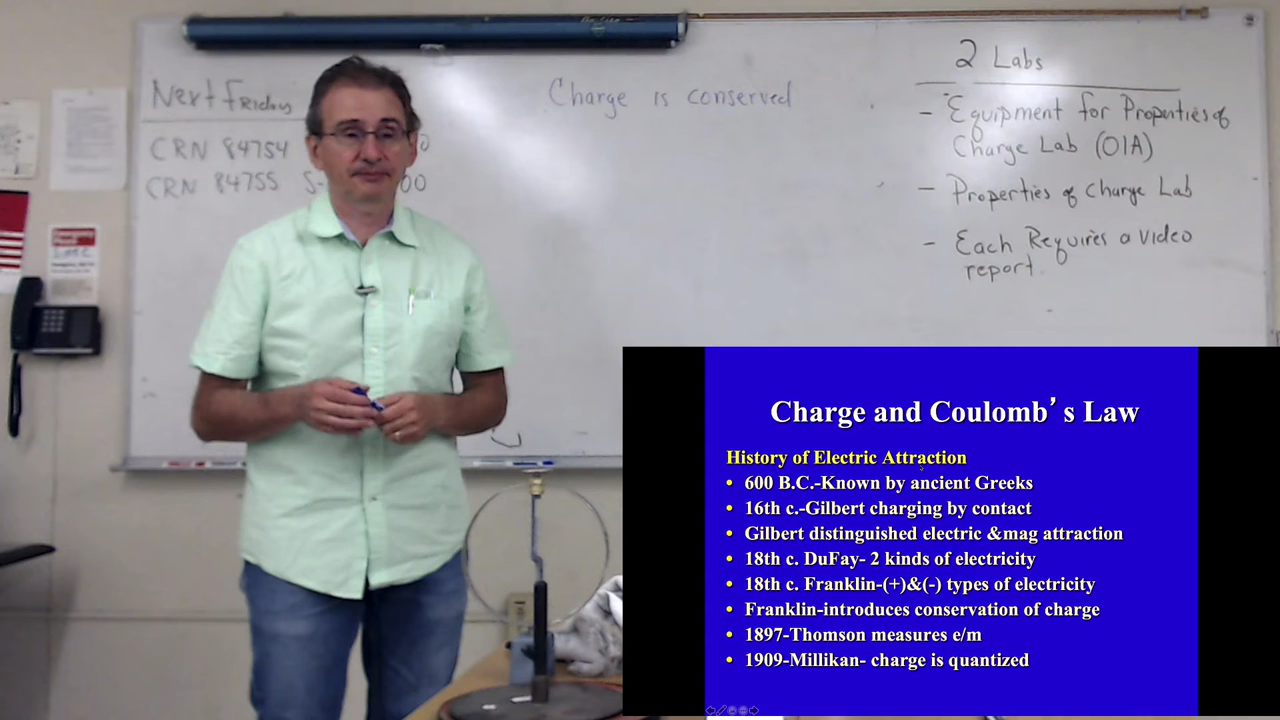 Next Friday
CRN 84754
CRN 84755 S- 00
Charge is conserved
2 Labs
- Equipment for Properties of
Charge Lab (01A)
- Properties of Charge Lab
- Each Requires a video
report.
Charge and Coulomb’s Law
History of Electric Attraction
• 600 B.C.-Known by ancient Greeks
• 16th c.-Gilbert charging by contact
• Gilbert distinguished electric &mag attraction
• 18th c. DuFay- 2 kinds of electricity
• 18th c. Franklin-(+)&(-) types of electricity
• Franklin-introduces conservation of charge
• 1897-Thomson measures e/m
• 1909-Millikan- charge is quantized